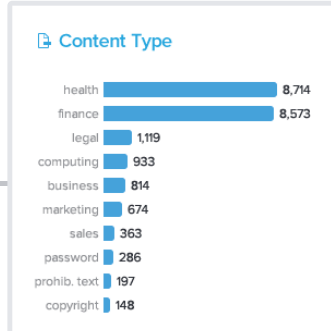 Content Type
health 8,714
finance 8,573
legal 1,119
computing 933
business 814
marketing 674
sales 363
password 286
prohib. text 197
copyright 148